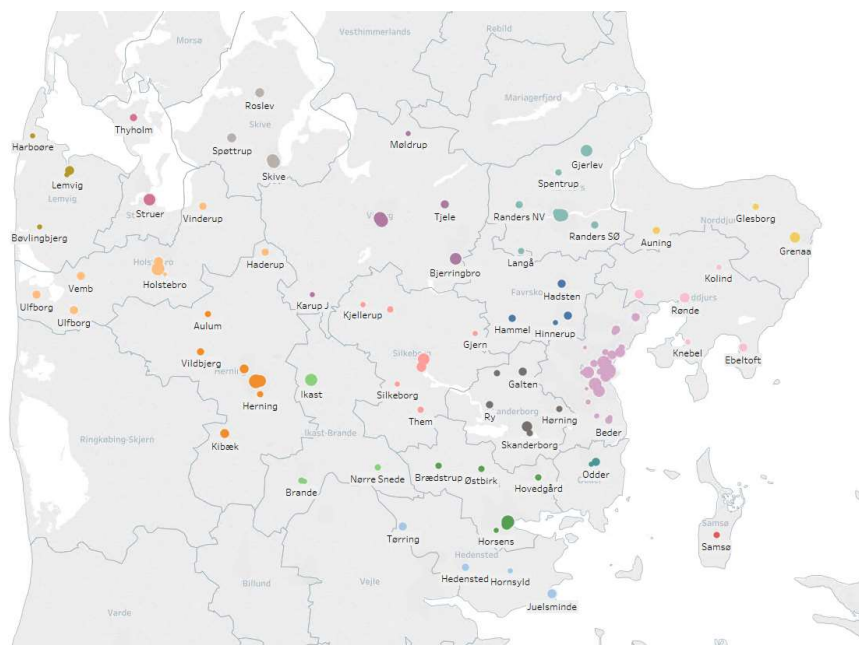 Vesthimmerlands
Rebild
Morsø
Mariagerfjord
Roslev
Skive
Thyholm
Møldrup
Harboøre
Spøttrup
Gjerlev
Skive
Spentrup
Lemvig
Lemvig
Struer
Vinderup
Tjele
Randers NV
Glesborg
Norddjurs
Bøvlingbjerg
Randers SØ
Auning
Grenaa
Holstebro
Haderup
Bjerringbro
Langå
Vemb
Holstebro
Kolind
Favrskov
Hadsten
Ulfborg
Karup J
Kjellerup
Rønde
Ulfborg
Aulum
Hammel
Hinnerup
Gjern
Knebel
Ebeltoft
Vildbjerg
Silkeborg
Herning
Ikast
Galten
Herning
Silkeborg
Ry
Hørning
Them
Skanderborg
Beder
Ringkøbing-Skjern
Ikast-Brande
Kibæk
Nørre Snede
Brædstrup
Østbirk
Hovedgård
Odder
Brande
Samsø
Samsø
Tørring
Horsens
Hedensted
Hedensted
Hornsyld
Billund
Vejle
Juelsminde
Varde